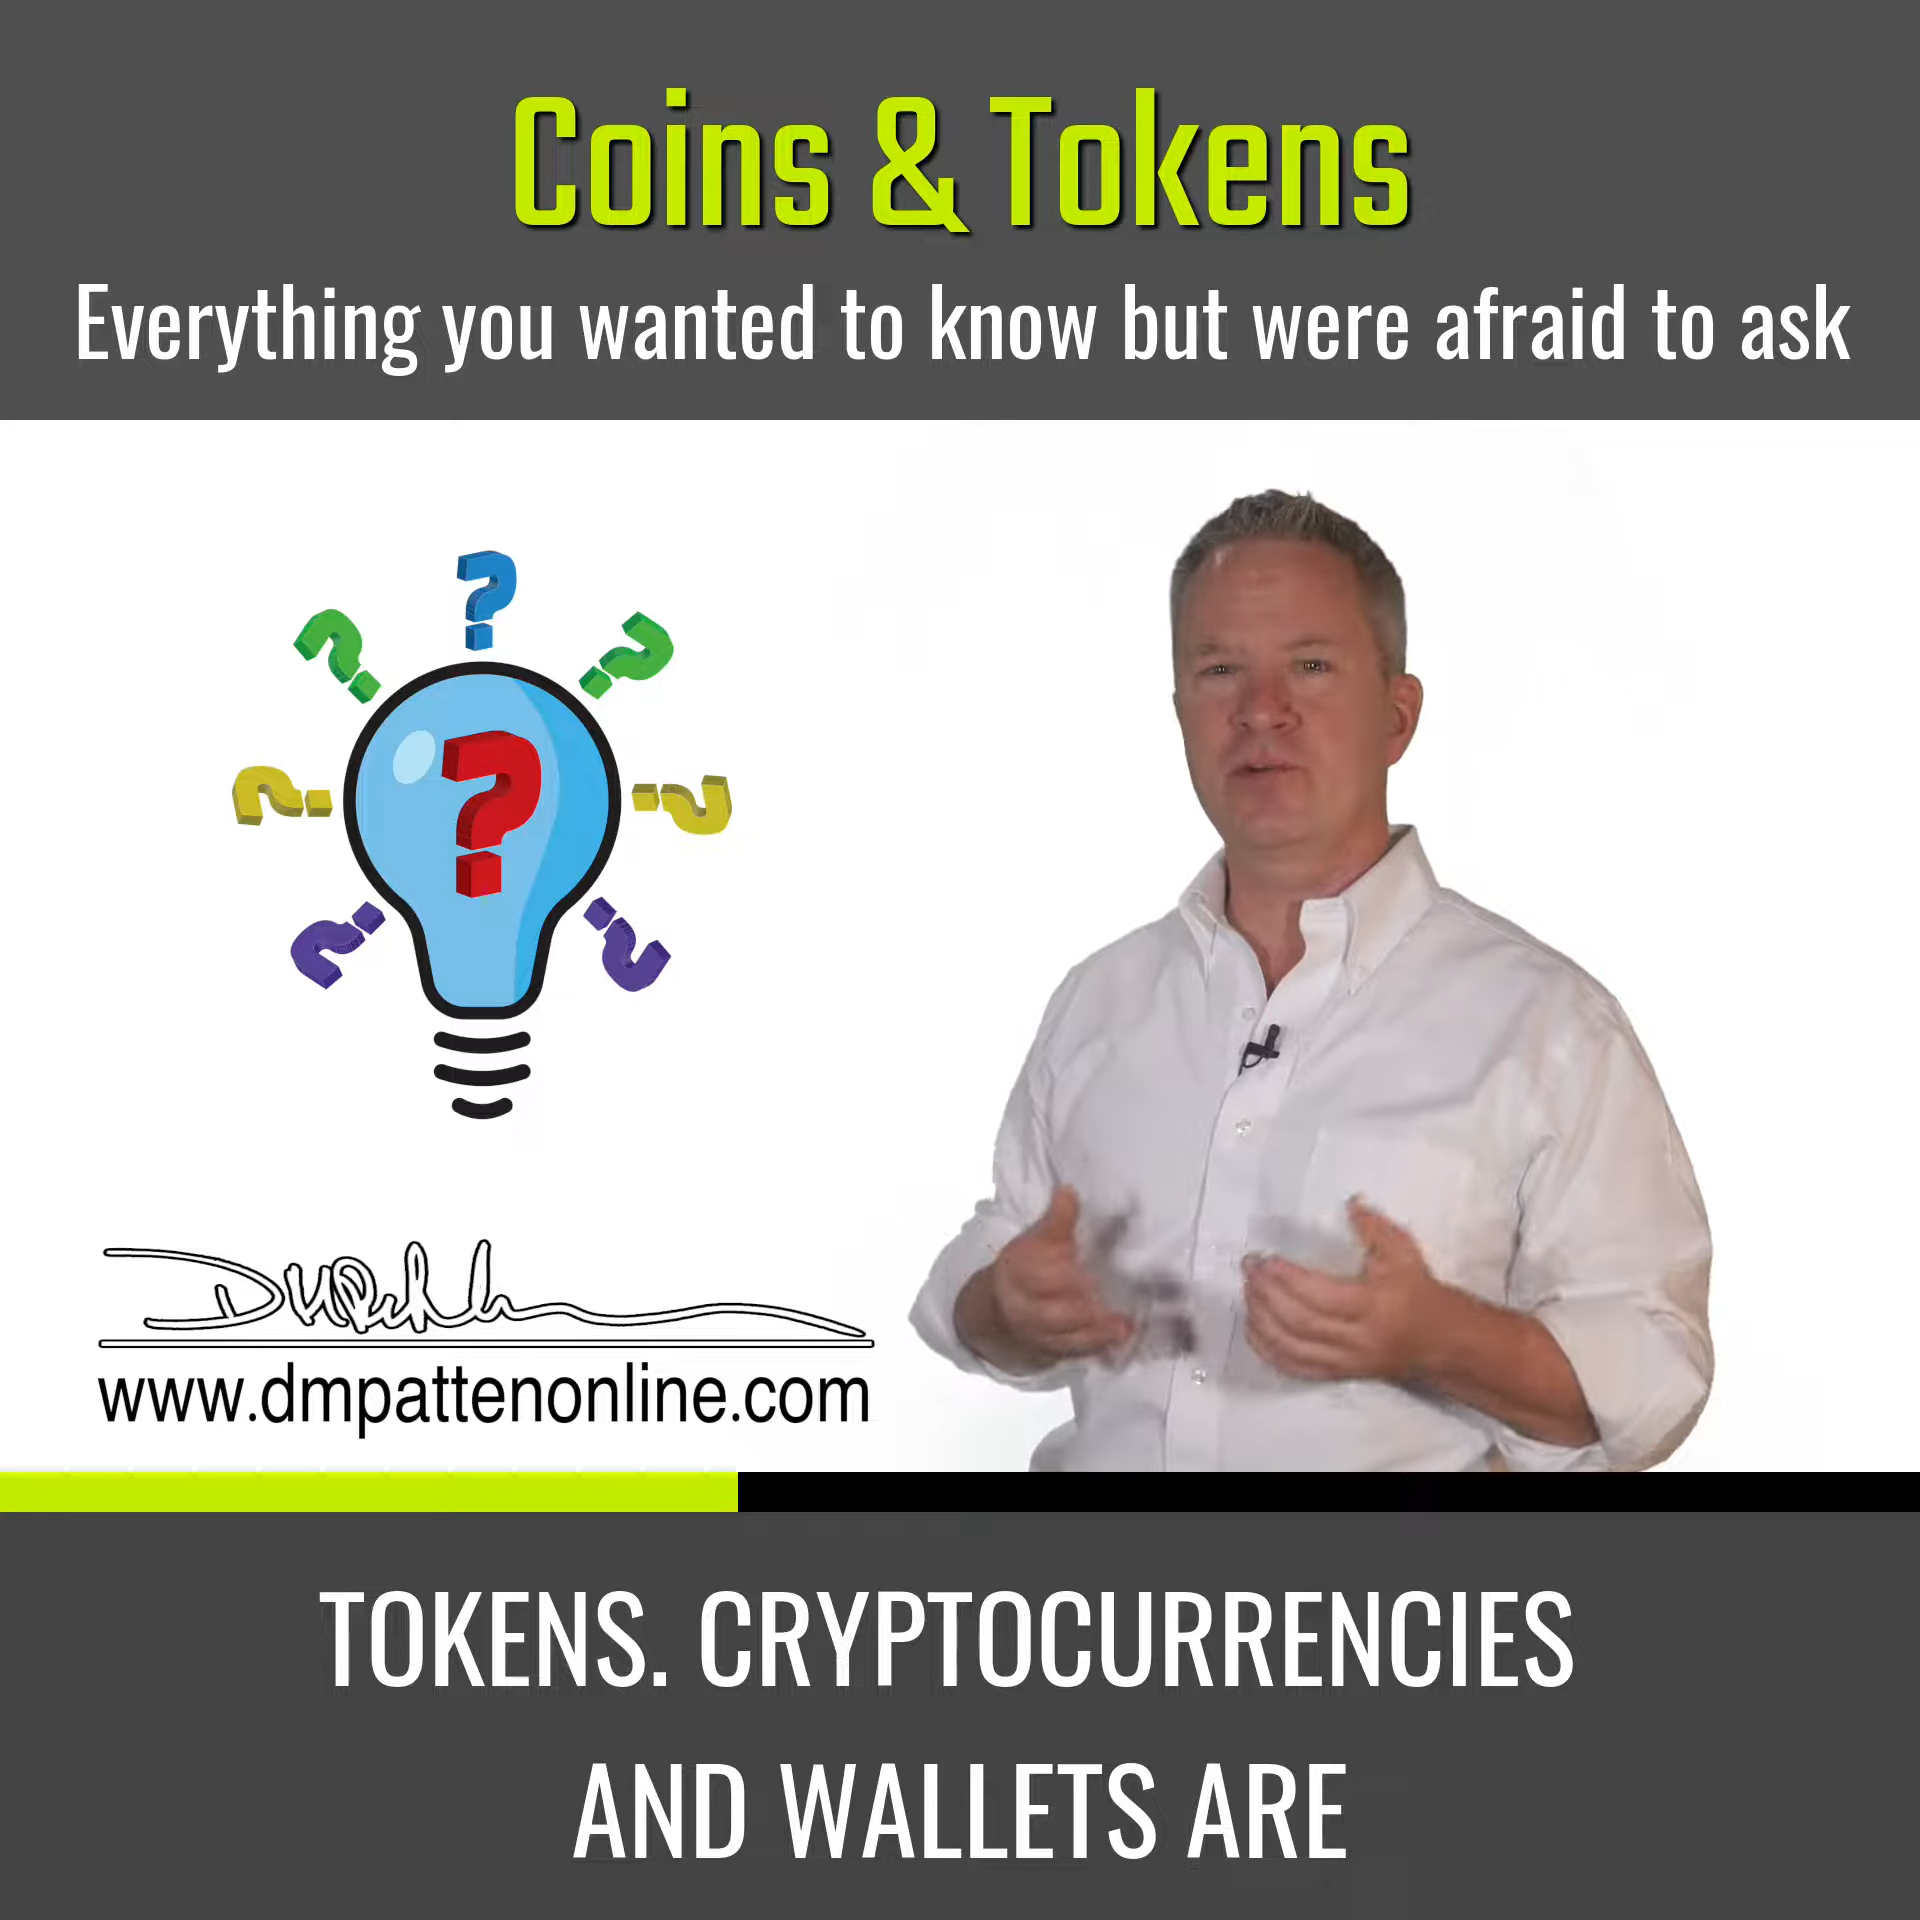 Coins & Tokens
Everything you wanted to know but were afraid to ask
www.dmpattenonline.com
TOKENS. CRYPTOCURRENCIES
AND WALLETS ARE